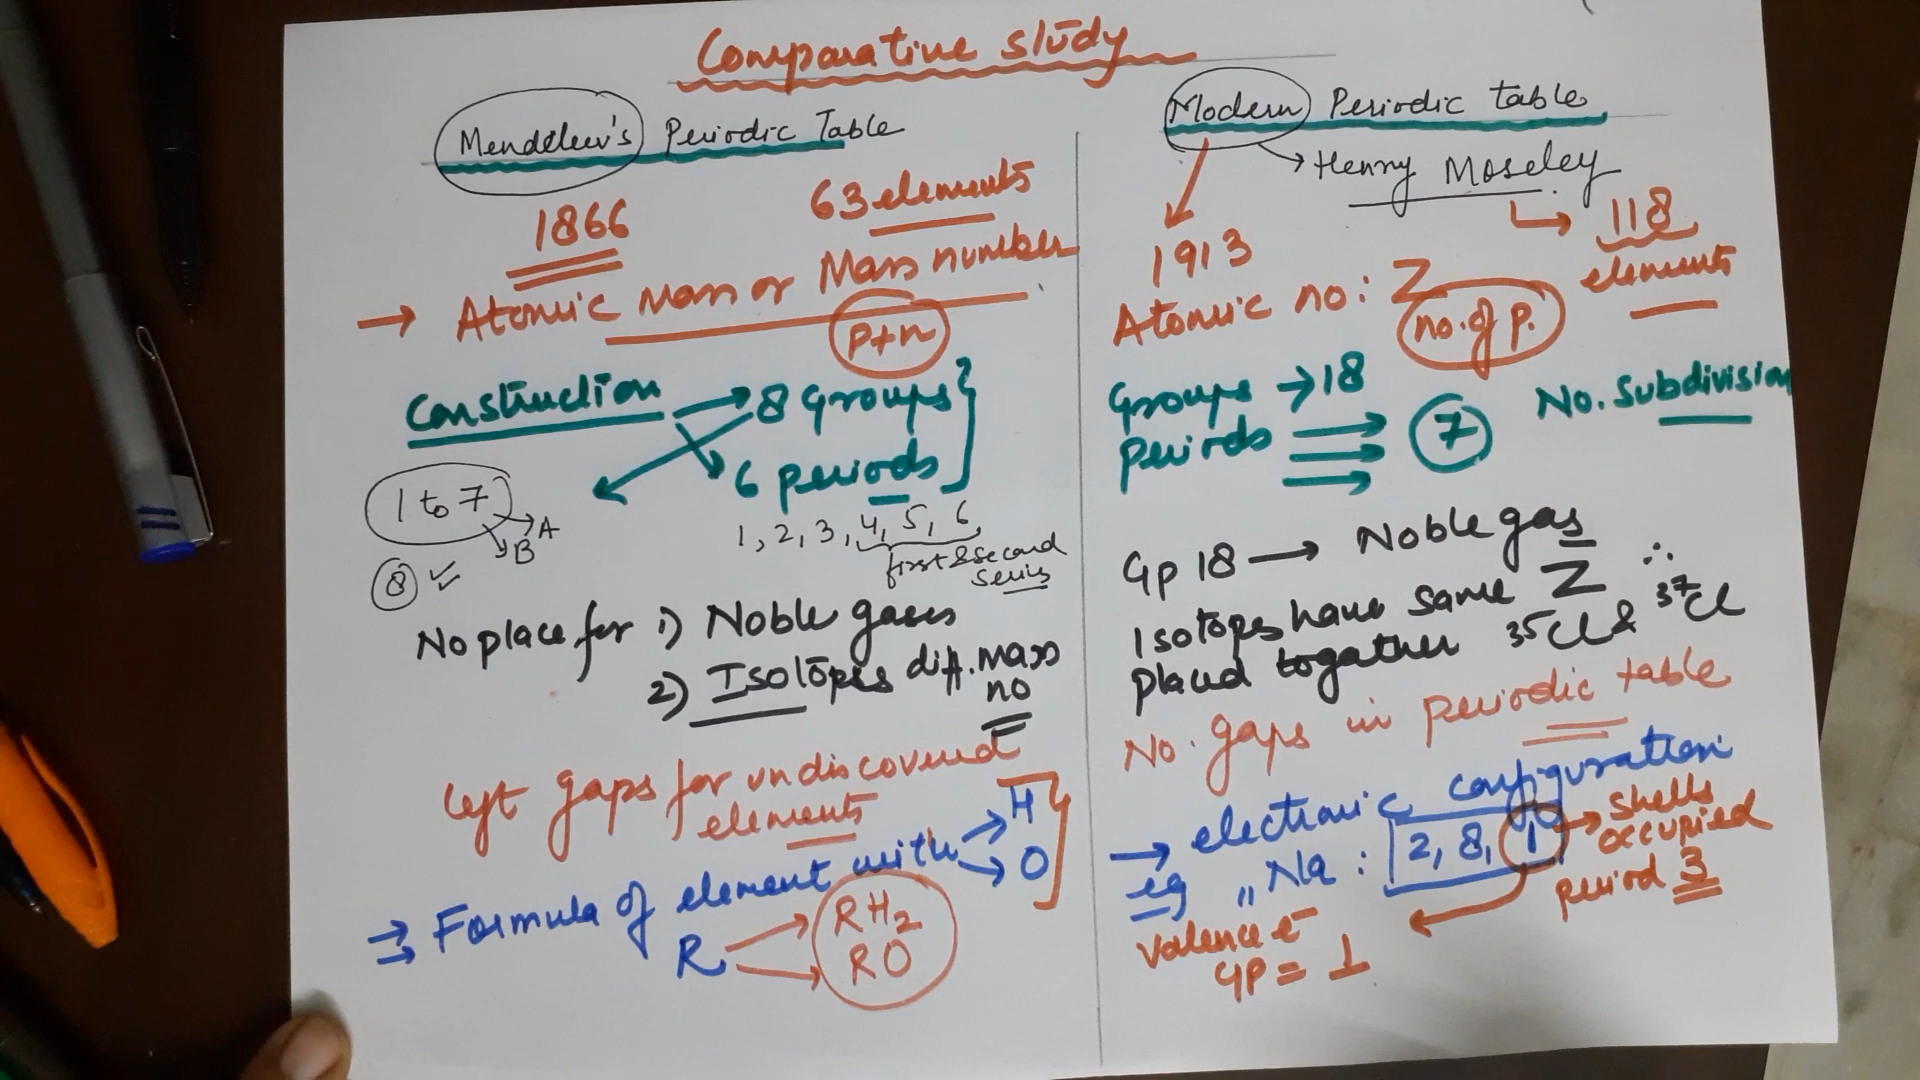 Comparative study
Mendeleev's Periodic Table
1866
63 elements
→ Atomic Mass or Mass number
p+n
Construction → 8 Groups
6 periods
1 to 7 → A
B
8
1, 2, 3, 4, 5, 6
first & second
series
No place for 1) Noble gases
2) Isotopes diff. mass
no
left gaps for undiscovered
elements
→ Formula of element with → H
→ O
R
RH₂
RO
Modern Periodic table
→ Henry Moseley
1913
118
elements
Atomic no: Z
no. of p.
Groups → 18
periods
7
No. Subdivision
Gp 18 → Noble gas
Isotopes have same Z ∴
placed togather ³⁵Cl & ³⁷Cl
No. gaps in periodic table
→ electronic configuration
eg ,, Na : 2, 8, 1 → shells
occupied
period 3
valence e⁻
GP = 1